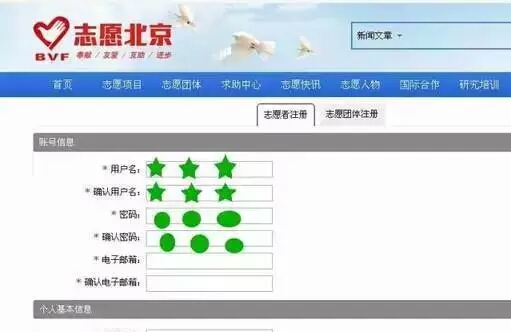 志愿北京
BVF 奉献 / 友爱 / 互助 / 进步
新闻文章
首页 志愿项目 志愿团体 求助中心 志愿快讯 志愿人物 国际合作 研究培训
志愿者注册 志愿团体注册
账号信息
* 用户名：
* 确认用户名：
* 密码：
* 确认密码：
* 电子邮箱：
* 确认电子邮箱：
个人基本信息